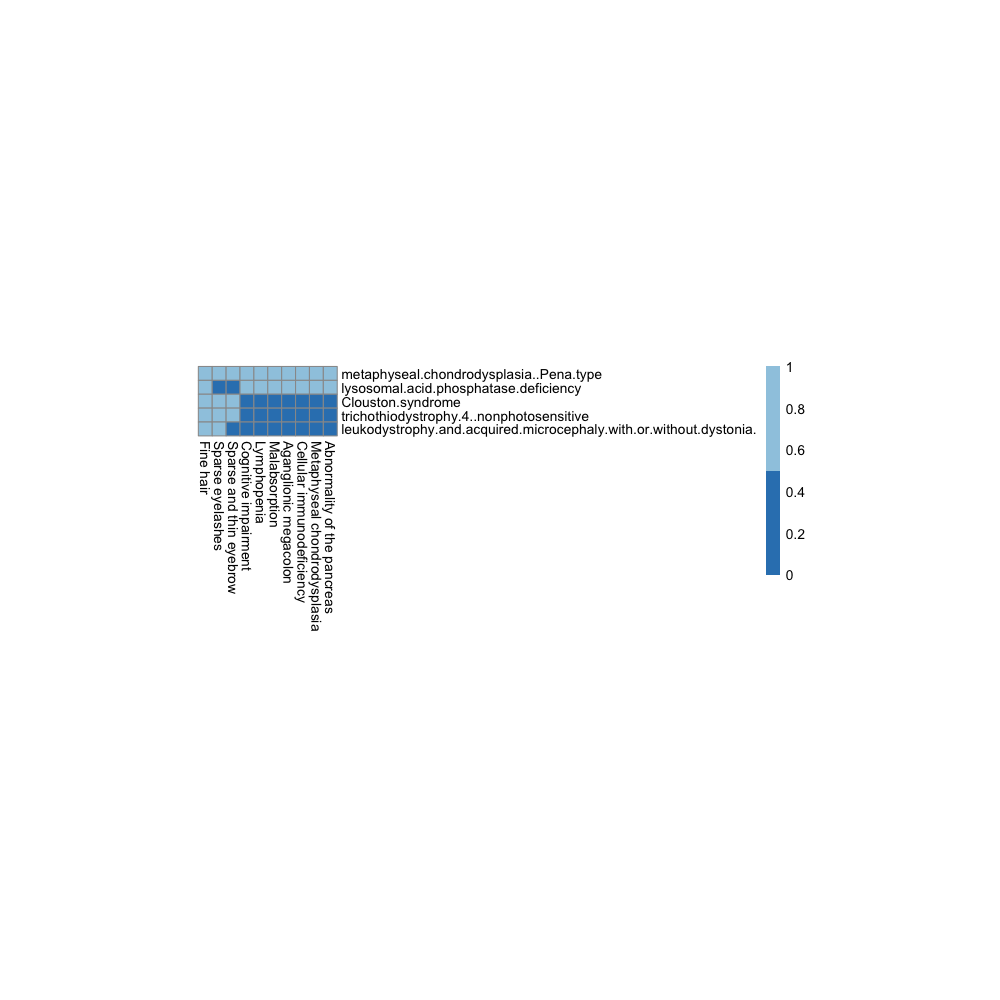 metaphyseal.chondrodysplasia..Pena.type
lysosomal.acid.phosphatase.deficiency
Clouston.syndrome
trichothiodystrophy.4..nonphotosensitive
leukodystrophy.and.acquired.microcephaly.with.or.without.dystonia.
Fine hair
Sparse eyelashes
Sparse and thin eyebrow
Cognitive impairment
Lymphopenia
Malabsorption
Aganglionic megacolon
Cellular immunodeficiency
Metaphyseal chondrodysplasia
Abnormality of the pancreas
1
0.8
0.6
0.4
0.2
0